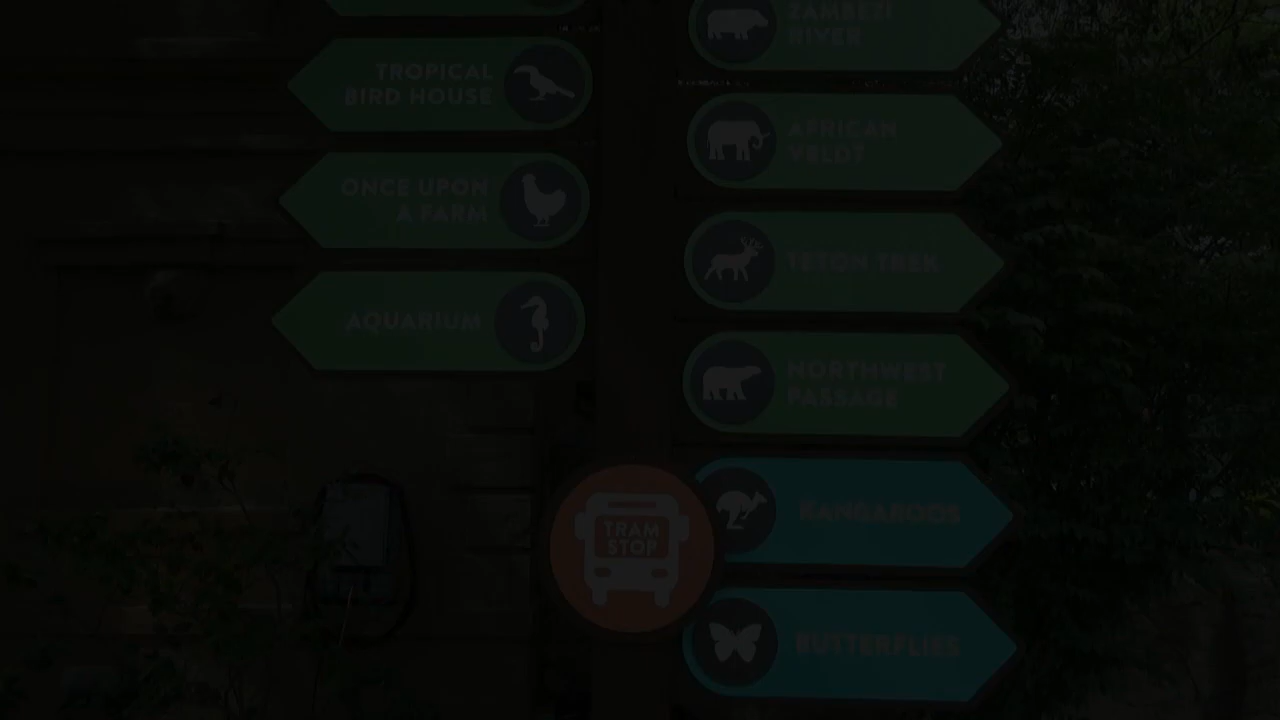 TROPICAL
BIRD HOUSE
ONCE UPON
A FARM
AQUARIUM
ZAMBEZI
RIVER
AFRICAN
VELDT
TETON TREK
NORTHWEST
PASSAGE
KANGAROOS
BUTTERFLIES
TRAM
STOP